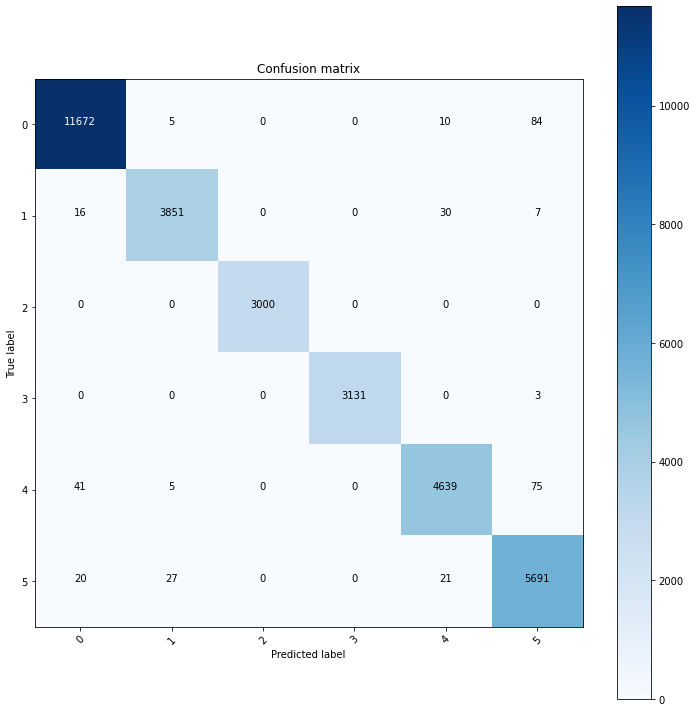 Confusion matrix
0 11672 5 0 0 10 84
1 16 3851 0 0 30 7
2 0 0 3000 0 0 0
3 0 0 0 3131 0 3
4 41 5 0 0 4639 75
5 20 27 0 0 21 5691
0 1 2 3 4 5
True label
Predicted label
10000
8000
6000
4000
2000
0